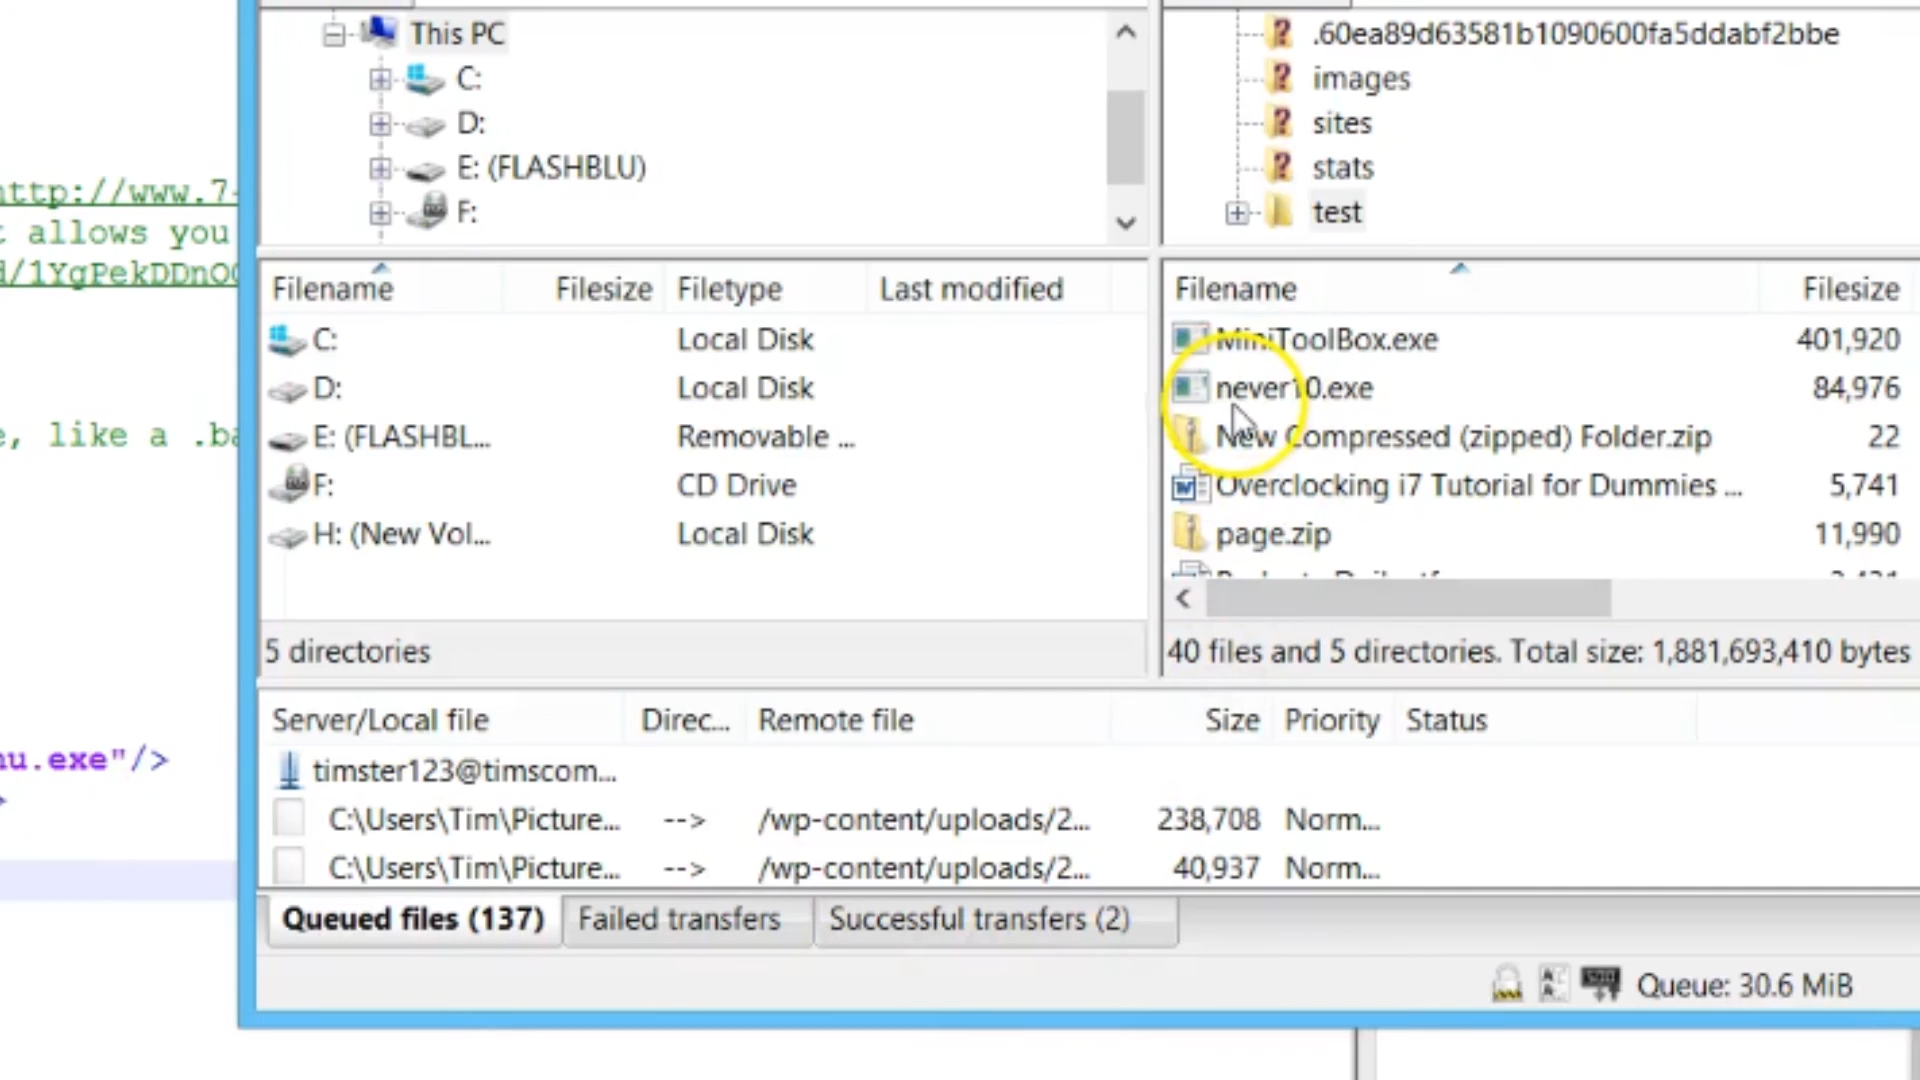 This PC
C:
D:
E: (FLASHBLU)
F:
.60ea89d63581b1090600fa5ddabf2bbe
images
sites
stats
test
http://www.7-
t allows you
d/1YgPekDDnO
e, like a .ba
nu.exe"/>
Filename Filesize Filetype Last modified
C: Local Disk
D: Local Disk
E: (FLASHBL... Removable ...
F: CD Drive
H: (New Vol... Local Disk
5 directories
Filename Filesize
MiniToolBox.exe 401,920
never10.exe 84,976
New Compressed (zipped) Folder.zip 22
Overclocking i7 Tutorial for Dummies ... 5,741
page.zip 11,990
40 files and 5 directories. Total size: 1,881,693,410 bytes
Server/Local file Direc... Remote file Size Priority Status
timster123@timscom...
C:\Users\Tim\Picture... --> /wp-content/uploads/2... 238,708 Norm...
C:\Users\Tim\Picture... --> /wp-content/uploads/2... 40,937 Norm...
Queued files (137) Failed transfers Successful transfers (2)
Queue: 30.6 MiB